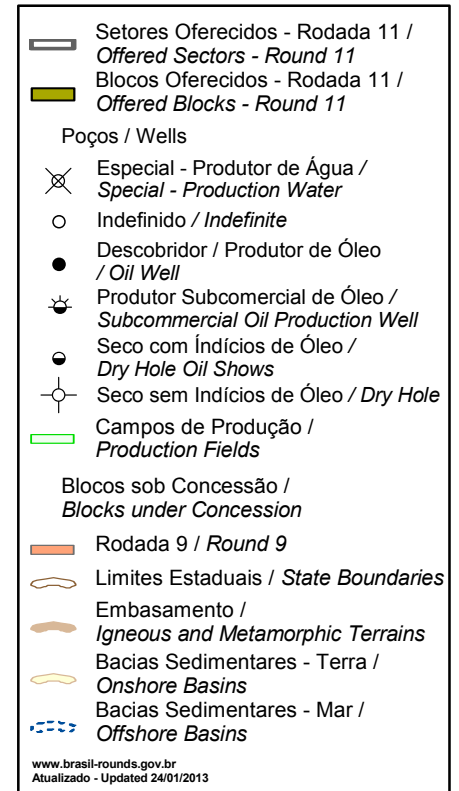 Setores Oferecidos - Rodada 11 /
Offered Sectors - Round 11
Blocos Oferecidos - Rodada 11 /
Offered Blocks - Round 11
Poços / Wells
Especial - Produtor de Água /
Special - Production Water
Indefinido / Indefinite
Descobridor / Produtor de Óleo
/ Oil Well
Produtor Subcomercial de Óleo /
Subcommercial Oil Production Well
Seco com Índícios de Óleo /
Dry Hole Oil Shows
Seco sem Indícios de Óleo / Dry Hole
Campos de Produção /
Production Fields
Blocos sob Concessão /
Blocks under Concession
Rodada 9 / Round 9
Limites Estaduais / State Boundaries
Embasamento /
Igneous and Metamorphic Terrains
Bacias Sedimentares - Terra /
Onshore Basins
Bacias Sedimentares - Mar /
Offshore Basins
www.brasil-rounds.gov.br
Atualizado - Updated 24/01/2013